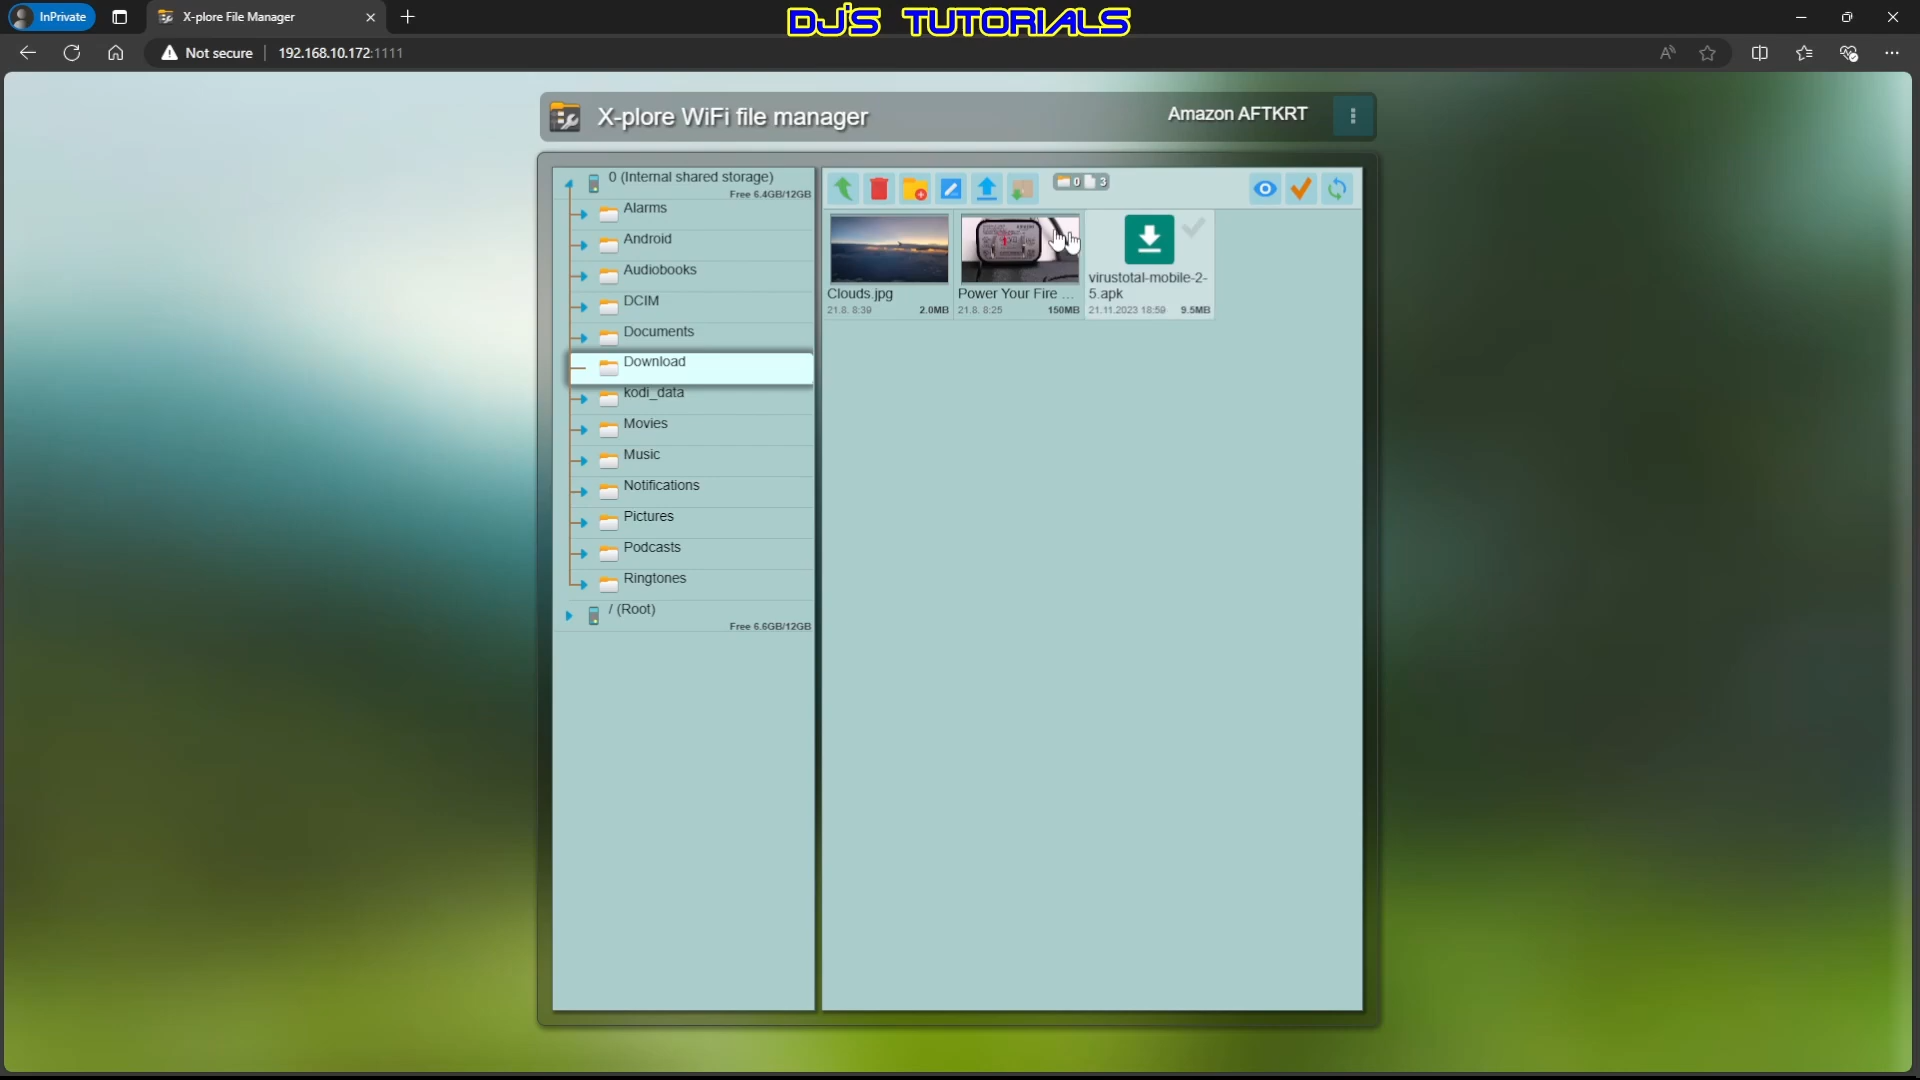 InPrivate
X-plore File Manager
DJ'S TUTORIALS
Not secure
192.168.10.172:1111
X-plore WiFi file manager
Amazon AFTKRT
0 (Internal shared storage)
Free 6.4GB/12GB
Alarms
Android
Audiobooks
DCIM
Documents
Download
kodi_data
Movies
Music
Notifications
Pictures
Podcasts
Ringtones
/ (Root)
Free 6.6GB/12GB
0 3
Clouds.jpg
21.8. 8:39 2.0MB
Power Your Fire ...
21.8. 8:25 150MB
virustotal-mobile-2-
5.apk
21.11.2023 18:59 9.5MB